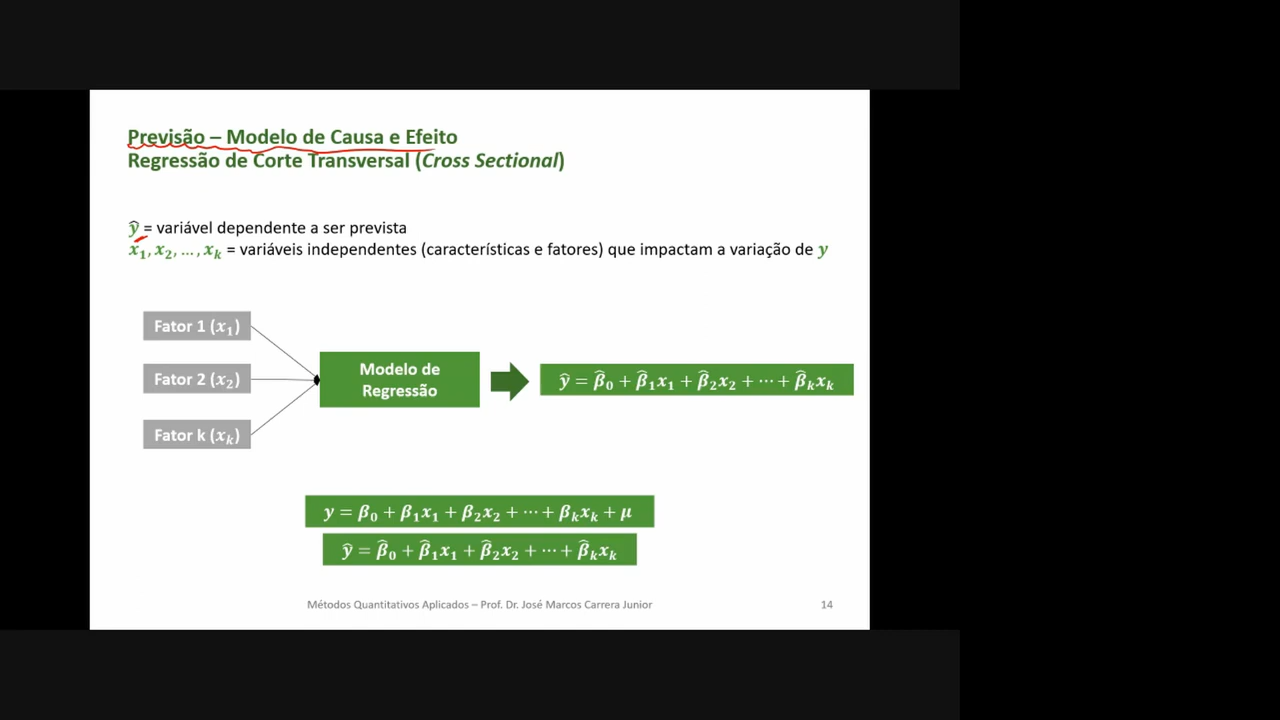 Previsão – Modelo de Causa e Efeito
Regressão de Corte Transversal (Cross Sectional)
ŷ = variável dependente a ser prevista
x₁, x₂, ..., xₖ = variáveis independentes (características e fatores) que impactam a variação de y
Fator 1 (x₁)
Fator 2 (x₂)
Fator k (xₖ)
Modelo de
Regressão
ŷ = β̂₀ + β̂₁x₁ + β̂₂x₂ + ⋯ + β̂ₖxₖ
y = β₀ + β₁x₁ + β₂x₂ + ⋯ + βₖxₖ + μ
ŷ = β̂₀ + β̂₁x₁ + β̂₂x₂ + ⋯ + β̂ₖxₖ
Métodos Quantitativos Aplicados – Prof. Dr. José Marcos Carrera Junior
14